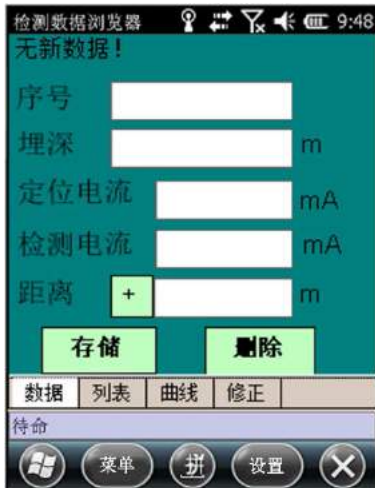 检测数据浏览器 9:48
无新数据!
序号
埋深 m
定位电流 mA
检测电流 mA
距离 + m
存储 删除
数据 列表 曲线 修正
待命
菜单 拼 设置